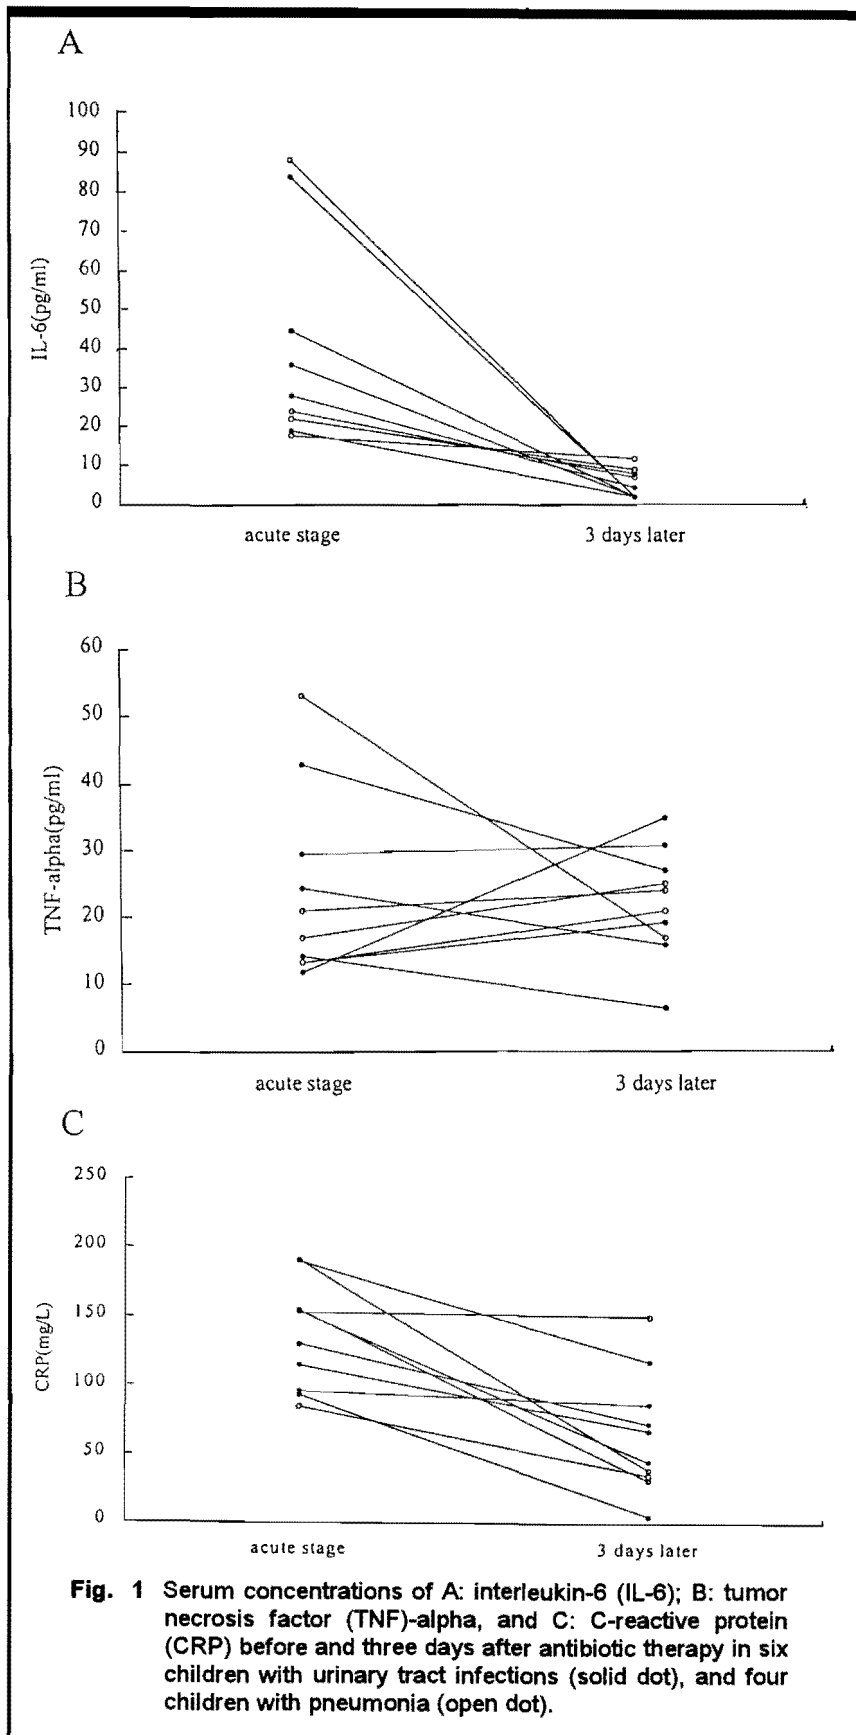 A
100
90
80
70
60
50
40
30
20
10
0
IL-6(pg/ml)
acute stage
3 days later
B
60
50
40
30
20
10
0
TNF-alpha(pg/ml)
acute stage
3 days later
C
250
200
150
100
50
0
CRP(mg/L)
acute stage
3 days later
Fig. 1 Serum concentrations of A: interleukin-6 (IL-6); B: tumor
necrosis factor (TNF)-alpha, and C: C-reactive protein
(CRP) before and three days after antibiotic therapy in six
children with urinary tract infections (solid dot), and four
children with pneumonia (open dot).